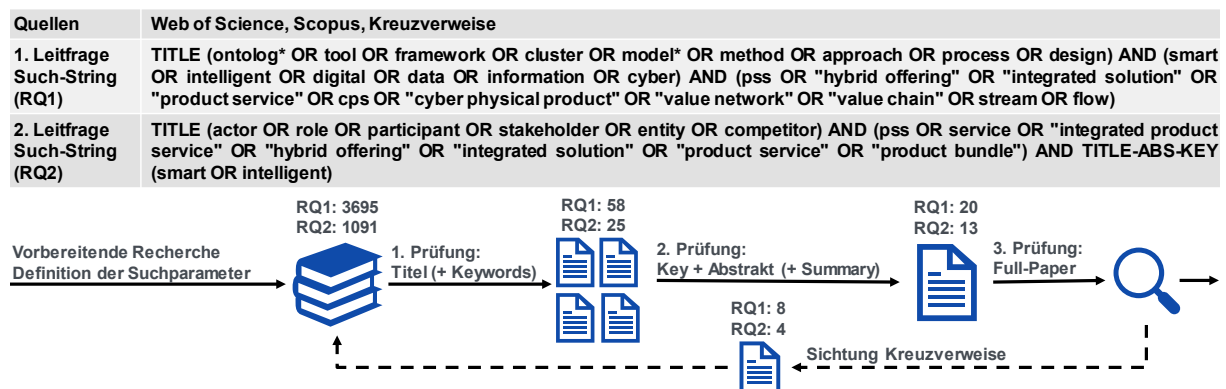 Quellen Web of Science, Scopus, Kreuzverweise
1. Leitfrage Such-String (RQ1) TITLE (ontolog* OR tool OR framework OR cluster OR model* OR method OR approach OR process OR design) AND (smart
OR intelligent OR digital OR data OR information OR cyber) AND (pss OR "hybrid offering" OR "integrated solution" OR
"product service" OR cps OR "cyber physical product" OR "value network" OR "value chain" OR stream OR flow)
2. Leitfrage Such-String (RQ2) TITLE (actor OR role OR participant OR stakeholder OR entity OR competitor) AND (pss OR service OR "integrated product
service" OR "hybrid offering" OR "integrated solution" OR "product service" OR "product bundle") AND TITLE-ABS-KEY
(smart OR intelligent)
Vorbereitende Recherche
Definition der Suchparameter
RQ1: 3695
RQ2: 1091
1. Prüfung:
Titel (+ Keywords)
RQ1: 58
RQ2: 25
2. Prüfung:
Key + Abstrakt (+ Summary)
RQ1: 20
RQ2: 13
3. Prüfung:
Full-Paper
RQ1: 8
RQ2: 4
Sichtung Kreuzverweise